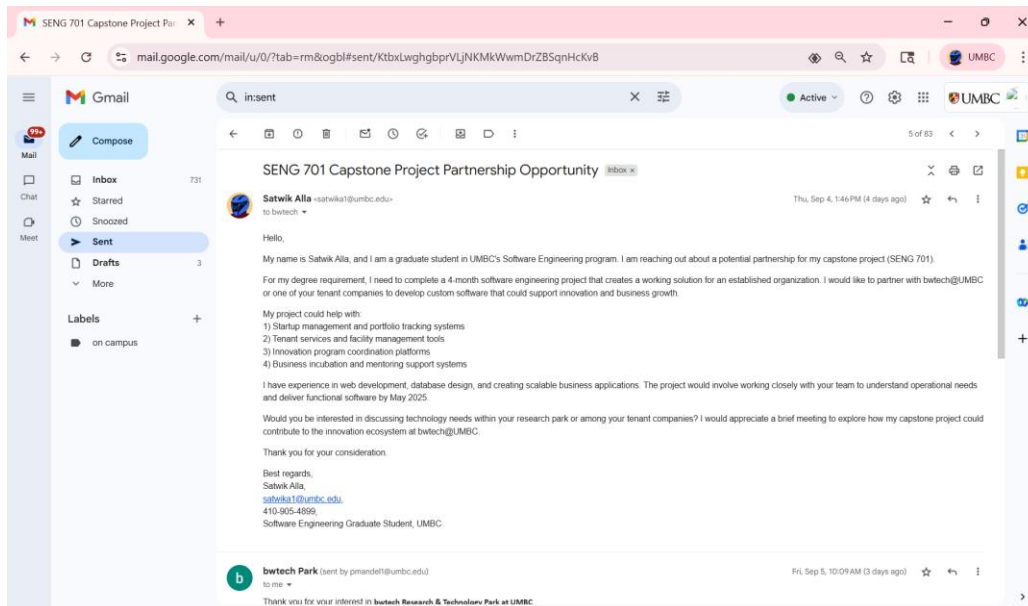 SENG 701 Capstone Project Par
mail.google.com/mail/u/0/?tab=rm&ogbl#sent/KtbxLwghgbprVLjNKMkWwmDrZBSqnHcKvB
UMBC
Gmail
in:sent
Active
UMBC
99+
Mail
Compose
5 of 83
SENG 701 Capstone Project Partnership Opportunity
Inbox x
Inbox 731
Chat
Starred
Satwik Alla <satwika1@umbc.edu>
Thu, Sep 4, 1:46 PM (4 days ago)
to bwtech
Snoozed
Meet
Sent
Drafts 3
More
Labels
on campus
Hello,
My name is Satwik Alla, and I am a graduate student in UMBC's Software Engineering program. I am reaching out about a potential partnership for my capstone project (SENG 701).
For my degree requirement, I need to complete a 4-month software engineering project that creates a working solution for an established organization. I would like to partner with bwtech@UMBC
or one of your tenant companies to develop custom software that could support innovation and business growth.
My project could help with:
1) Startup management and portfolio tracking systems
2) Tenant services and facility management tools
3) Innovation program coordination platforms
4) Business incubation and mentoring support systems
I have experience in web development, database design, and creating scalable business applications. The project would involve working closely with your team to understand operational needs
and deliver functional software by May 2025.
Would you be interested in discussing technology needs within your research park or among your tenant companies? I would appreciate a brief meeting to explore how my capstone project could
contribute to the innovation ecosystem at bwtech@UMBC.
Thank you for your consideration.
Best regards,
Satwik Alla,
satwika1@umbc.edu,
410-905-4899,
Software Engineering Graduate Student, UMBC
b
bwtech Park (sent by pmandell1@umbc.edu)
Fri, Sep 5, 10:09 AM (3 days ago)
to me
Thank you for your interest in bwtech Research & Technology Park at UMBC